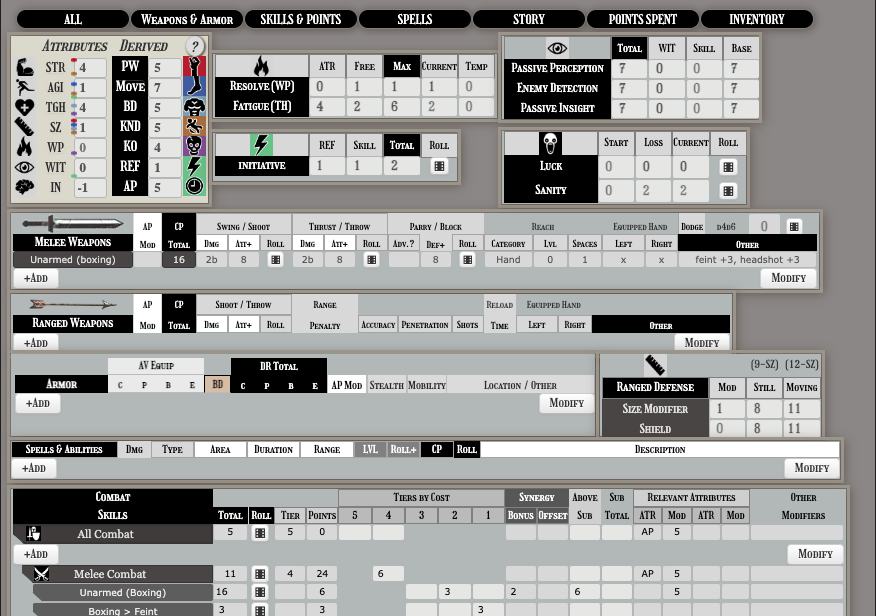 ALL WEAPONS & ARMOR SKILLS & POINTS SPELLS STORY POINTS SPENT INVENTORY
ATTRIBUTES DERIVED ?
STR 4 PW 5
AGI 1 MOVE 7
TGH 4 BD 5
SZ 1 KND 5
WP 0 KO 4
WIT 0 REF 1
IN -1 AP 5
ATR FREE MAX CURRENT TEMP
RESOLVE (WP) 0 1 1 1 0
FATIGUE (TH) 4 2 6 2 0
REF SKILL TOTAL ROLL
INITIATIVE 1 1 2
TOTAL WIT SKILL BASE
PASSIVE PERCEPTION 7 0 0 7
ENEMY DETECTION 7 0 0 7
PASSIVE INSIGHT 7 0 0 7
START LOSS CURRENT ROLL
LUCK 0 0 0
SANITY 0 2 2
AP CP SWING / SHOOT THRUST / THROW PARRY / BLOCK REACH EQUIPPED HAND DODGE D4D6 0
MELEE WEAPONS MOD TOTAL DMG ATT+ ROLL DMG ATT+ ROLL ADV.? DEF+ ROLL CATEGORY LVL SPACES LEFT RIGHT OTHER
Unarmed (boxing) 16 2b 8 2b 8 8 Hand 0 1 x x feint +3, headshot +3
+ADD MODIFY
AP CP SHOOT / THROW RANGE RELOAD EQUIPPED HAND
RANGED WEAPONS MOD TOTAL DMG ATT+ ROLL PENALTY ACCURACY PENETRATION SHOTS TIME LEFT RIGHT OTHER
+ADD MODIFY
AV EQUIP DR TOTAL
ARMOR C P B E BD C P B E AP MOD STEALTH MOBILITY LOCATION / OTHER
+ADD MODIFY
(9-SZ) (12-SZ)
RANGED DEFENSE MOD STILL MOVING
SIZE MODIFIER 1 8 11
SHIELD 0 8 11
SPELLS & ABILITIES DMG TYPE AREA DURATION RANGE LVL ROLL+ CP ROLL DESCRIPTION
+ADD MODIFY
COMBAT TIERS BY COST SYNERGY ABOVE SUB RELEVANT ATTRIBUTES OTHER
SKILLS TOTAL ROLL TIER POINTS 5 4 3 2 1 BONUS OFFSET SUB TOTAL ATR MOD ATR MOD MODIFIERS
All Combat 5 5 0 AP 5
+ADD MODIFY
Melee Combat 11 4 24 6 AP 5
Unarmed (Boxing) 16 6 3 2 6 5
Boxing > Feint 3 3 3